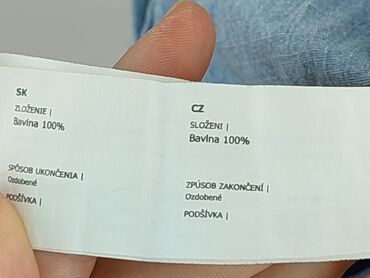 SK
ZLOŽENIE |
Bavlna 100%
SPÔSOB UKONČENIA |
Ozdobené
PODŠÍVKA |
CZ
SLOŽENÍ |
Bavlna 100%
ZPŮSOB ZAKONČENÍ |
Ozdobené
PODŠÍVKA |